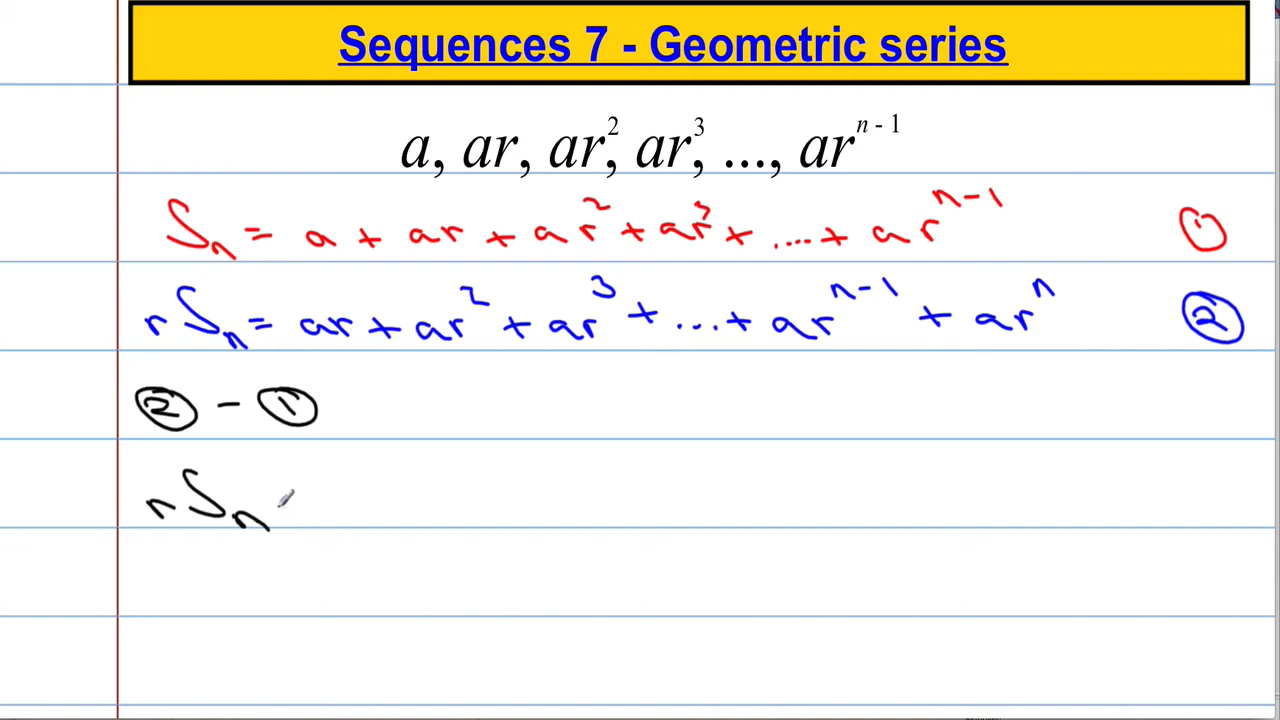 Sequences 7 - Geometric series
a, ar, ar², ar³, ..., arⁿ⁻¹
Sₙ = a + ar + ar² + ar³ + .... + arⁿ⁻¹ ①
rSₙ = ar + ar² + ar³ + ... + arⁿ⁻¹ + arⁿ ②
② - ①
rSₙ